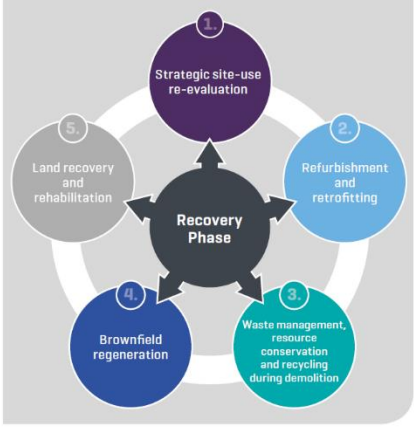 1.
Strategic site-use
re-evaluation
2.
Refurbishment
and
retrofitting
3.
Waste management,
resource
conservation
and recycling
during demolition
4.
Brownfield
regeneration
5.
Land recovery
and
rehabilitation
Recovery
Phase